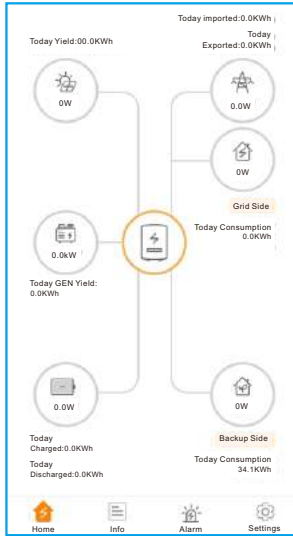 Today imported:0.0KWh
Today Yield:00.0KWh
Today
Exported:0.0KWh
0W
0.0W
0W
Grid Side
Today Consumption
0.0KWh
0.0kW
Today GEN Yield:
0.0KWh
0.0W
0W
Today
Charged:0.0KWh
Today
Discharged:0.0KWh
Backup Side
Today Consumption
34.1KWh
Home
Info
Alarm
Settings